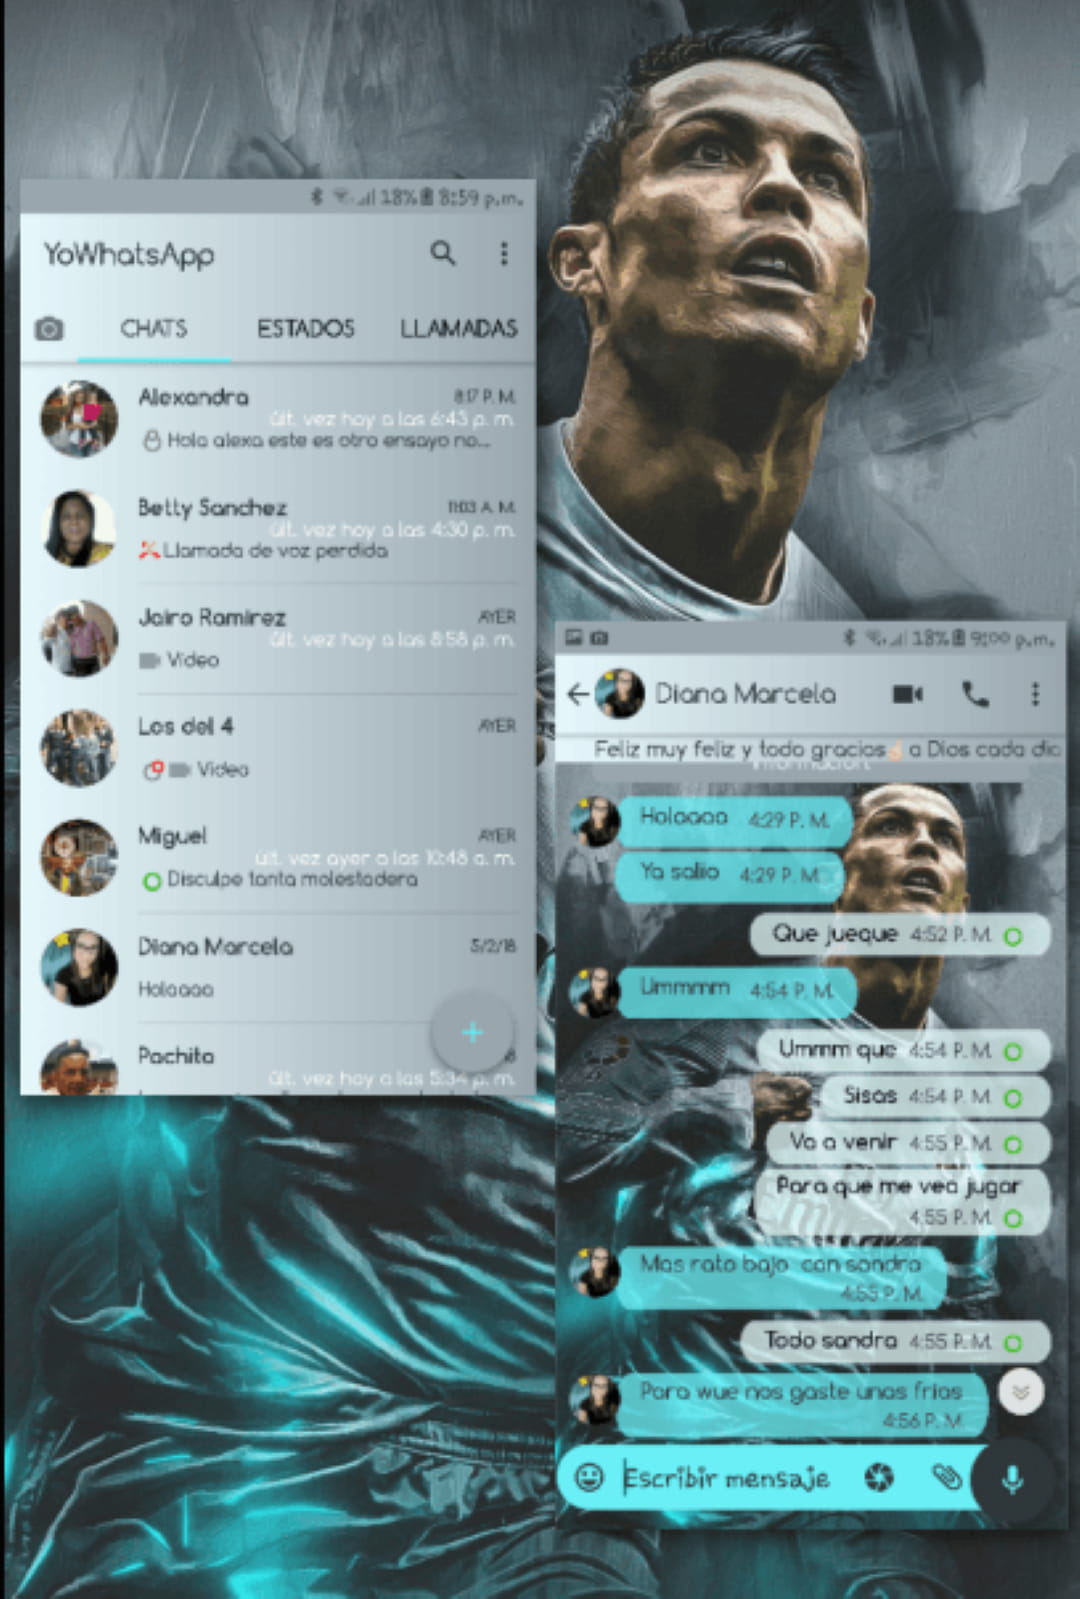 18% 8:59 p.m.
YoWhatsApp
CHATS ESTADOS LLAMADAS
Alexandra 8:17 P. M.
últ. vez hoy a las 6:43 p. m.
Hola alexa este es otro ensayo no...
Betty Sanchez 11:03 A. M.
últ. vez hoy a las 4:30 p. m.
Llamada de voz perdida
Jairo Ramirez AYER
últ. vez hoy a las 8:58 p. m.
Video
Los del 4 AYER
Video
Miguel AYER
últ. vez ayer a las 10:48 a. m.
Disculpe tanta molestadera
Diana Marcela 5/2/18
Holaaaa
+
Pachita
últ. vez hoy a las 5:34 p. m.
18% 9:00 p.m.
Diana Marcela
Feliz muy feliz y todo gracias a Dios cada dia
información.
Holaaaa 4:29 P. M.
Ya saliio 4:29 P. M.
Que jueque 4:52 P. M.
Ummmm 4:54 P. M.
Ummm que 4:54 P. M.
Sisas 4:54 P. M.
Va a venir 4:55 P. M.
Para que me vea jugar
4:55 P. M.
Mas rato bajo con sandra
4:55 P. M.
Todo sandra 4:55 P. M.
Para wue nos gaste unas frias
4:56 P. M.
Escribir mensaje